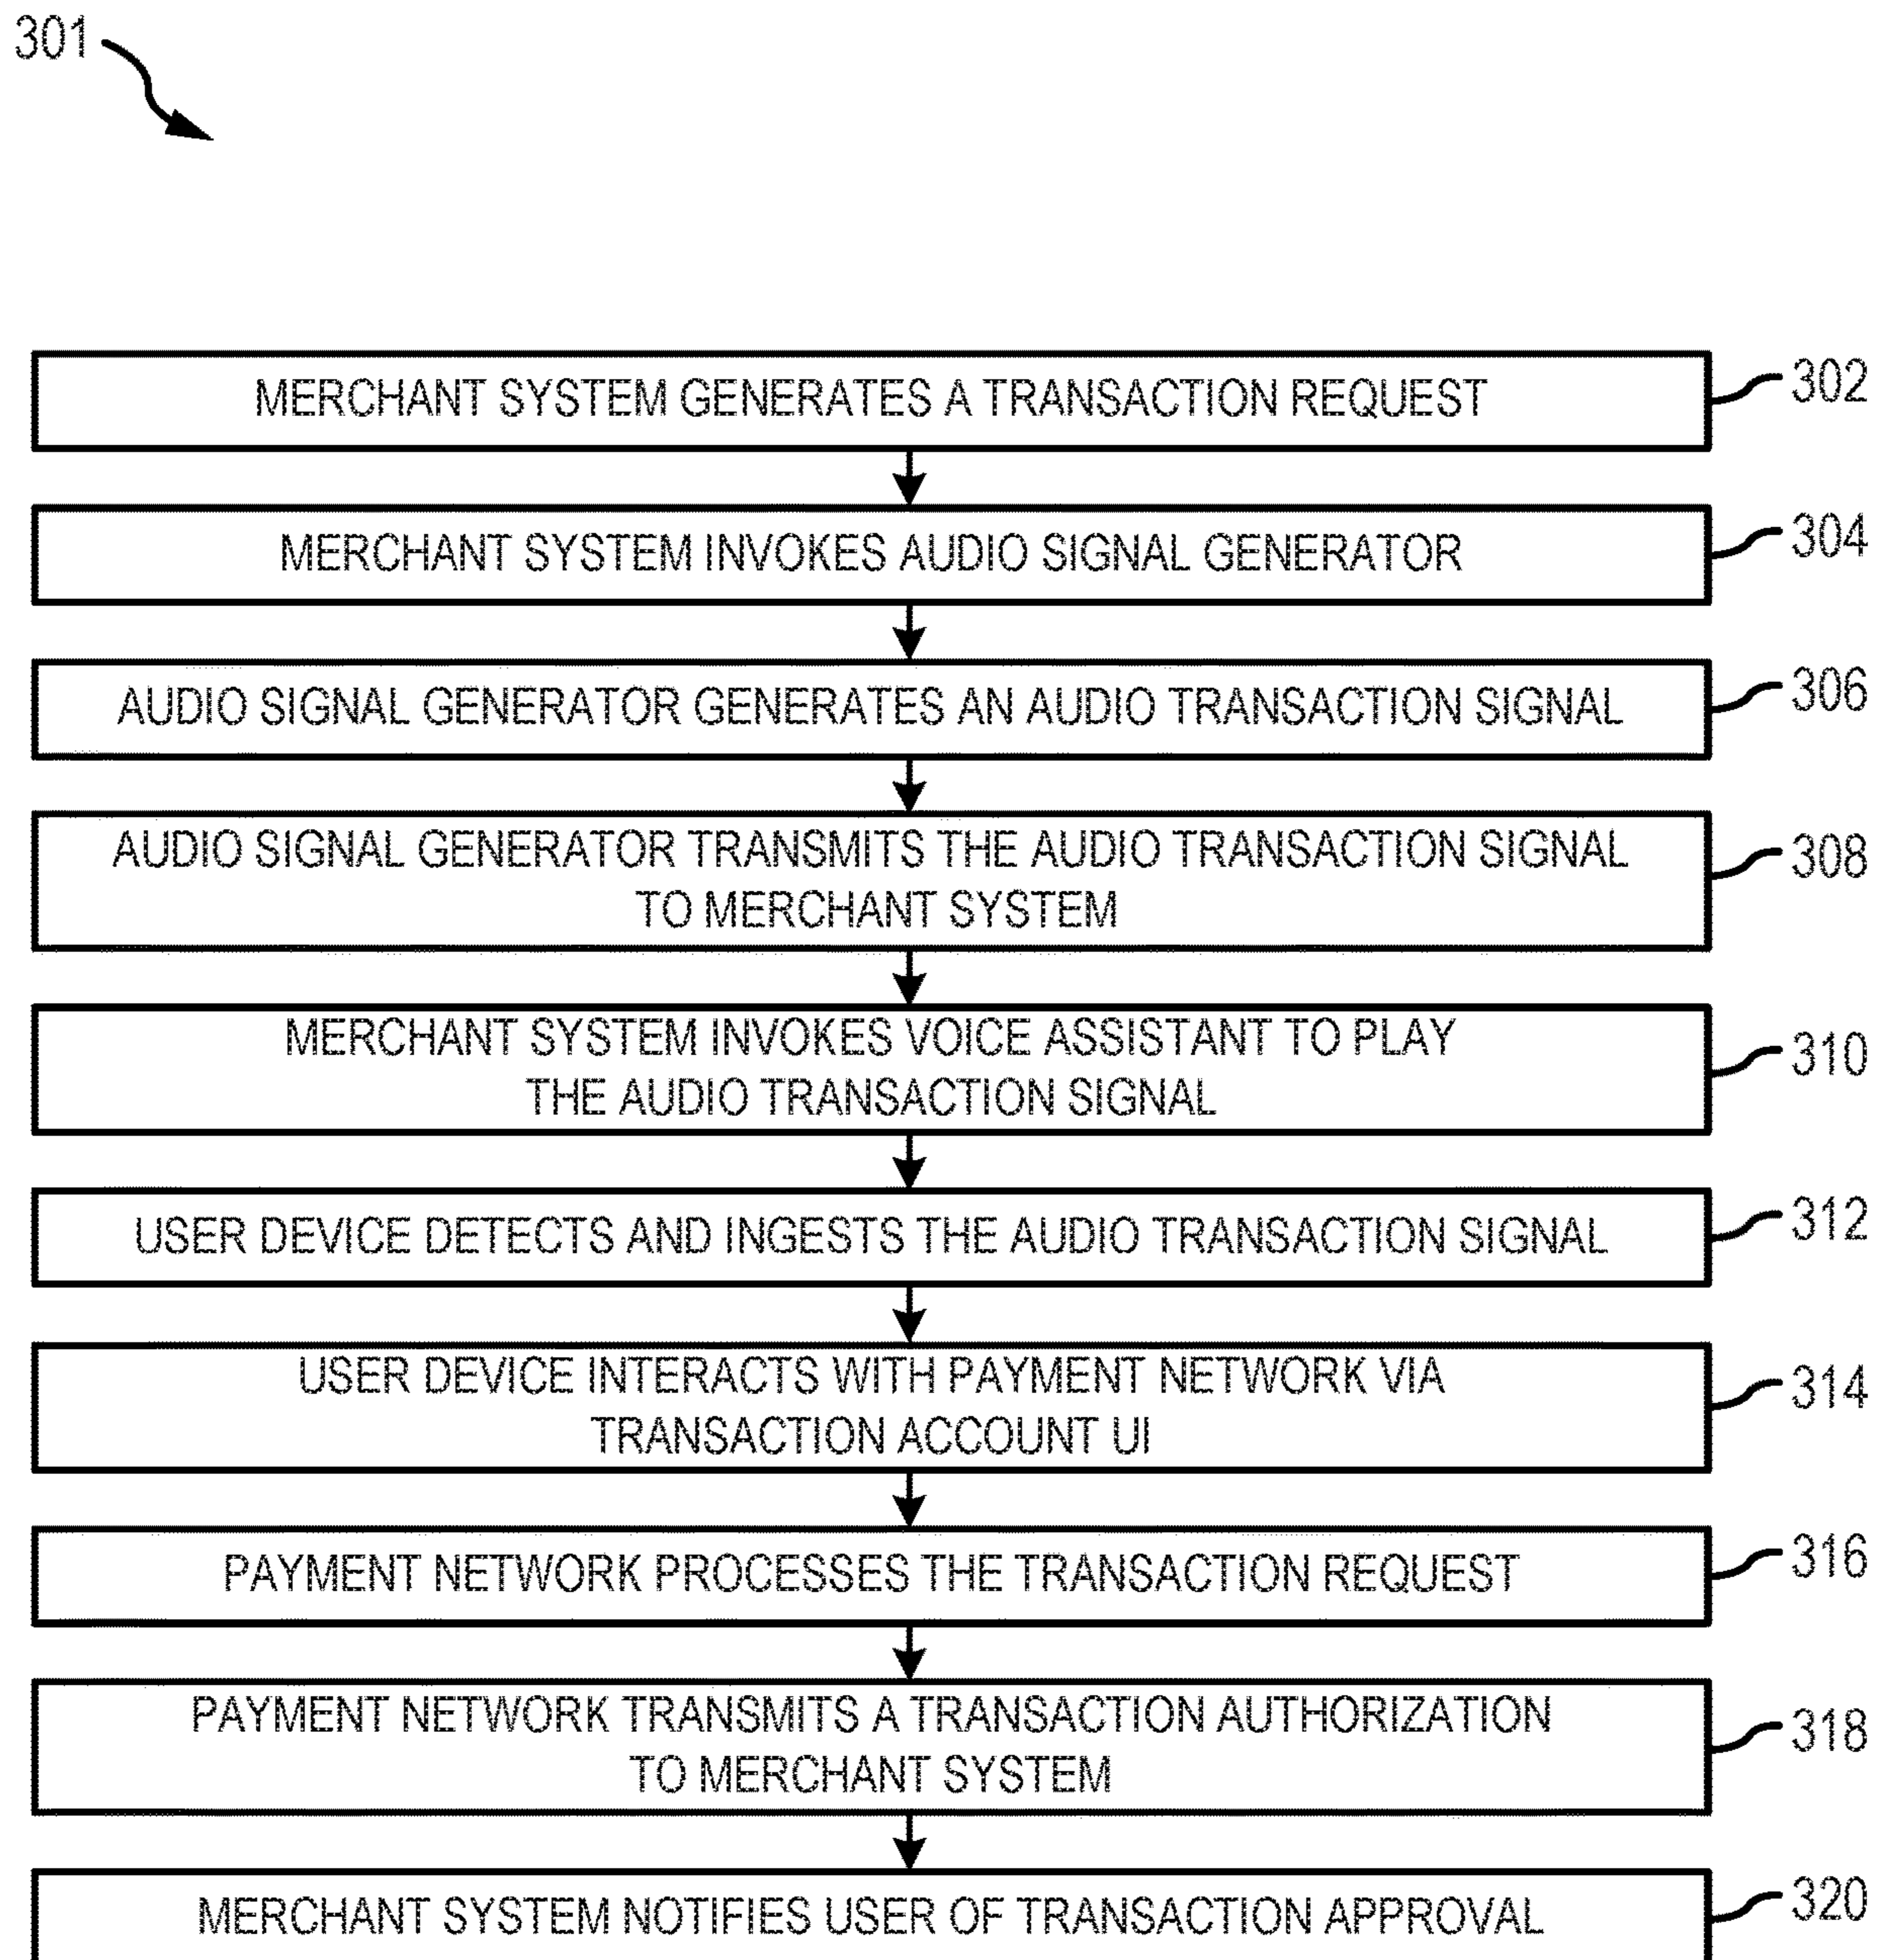 301
MERCHANT SYSTEM GENERATES A TRANSACTION REQUEST
302
MERCHANT SYSTEM INVOKES AUDIO SIGNAL GENERATOR
304
AUDIO SIGNAL GENERATOR GENERATES AN AUDIO TRANSACTION SIGNAL
306
AUDIO SIGNAL GENERATOR TRANSMITS THE AUDIO TRANSACTION SIGNAL
TO MERCHANT SYSTEM
308
MERCHANT SYSTEM INVOKES VOICE ASSISTANT TO PLAY
THE AUDIO TRANSACTION SIGNAL
310
USER DEVICE DETECTS AND INGESTS THE AUDIO TRANSACTION SIGNAL
312
USER DEVICE INTERACTS WITH PAYMENT NETWORK VIA
TRANSACTION ACCOUNT UI
314
PAYMENT NETWORK PROCESSES THE TRANSACTION REQUEST
316
PAYMENT NETWORK TRANSMITS A TRANSACTION AUTHORIZATION
TO MERCHANT SYSTEM
318
MERCHANT SYSTEM NOTIFIES USER OF TRANSACTION APPROVAL
320